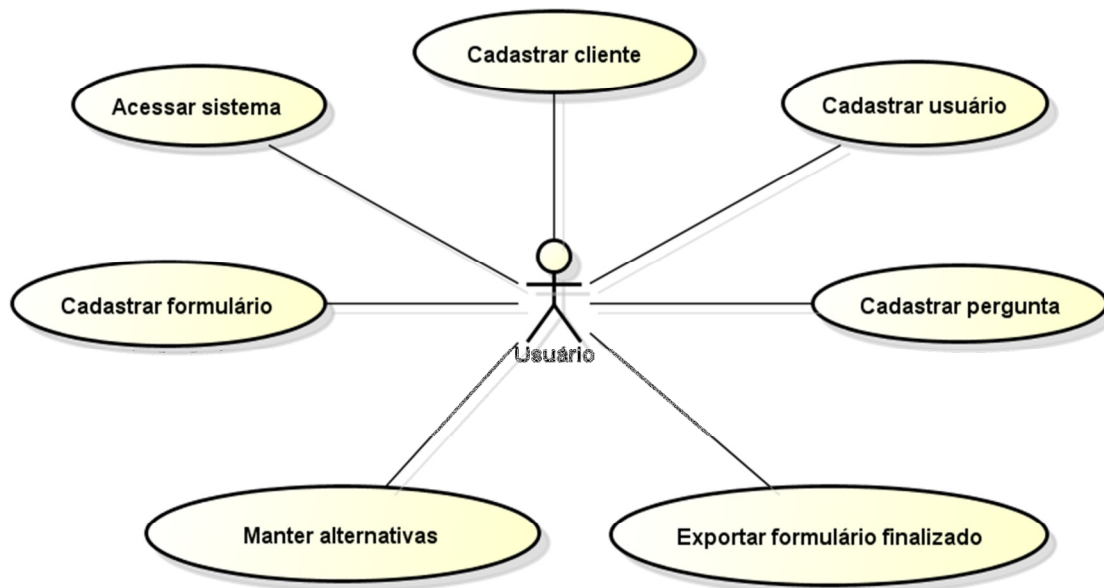 Cadastrar cliente
Acessar sistema
Cadastrar usuário
Cadastrar formulário
Cadastrar pergunta
Usuário
Manter alternativas
Exportar formulário finalizado